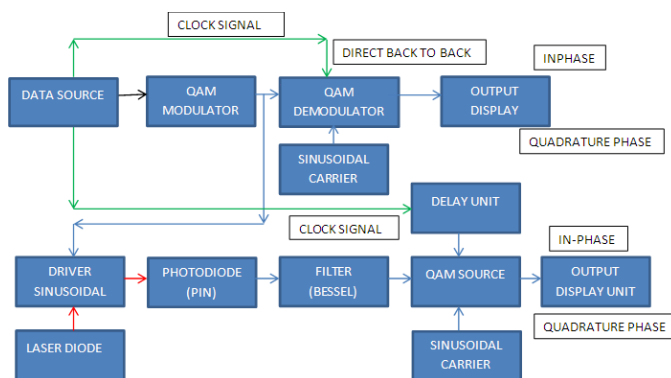 CLOCK SIGNAL
DIRECT BACK TO BACK
INPHASE
DATA SOURCE
QAM
MODULATOR
QAM
DEMODULATOR
OUTPUT
DISPLAY
QUADRATURE PHASE
SINUSOIDAL
CARRIER
DELAY UNIT
CLOCK SIGNAL
IN-PHASE
DRIVER
SINUSOIDAL
PHOTODIODE
(PIN)
FILTER
(BESSEL)
QAM SOURCE
OUTPUT
DISPLAY UNIT
QUADRATURE PHASE
LASER DIODE
SINUSOIDAL
CARRIER